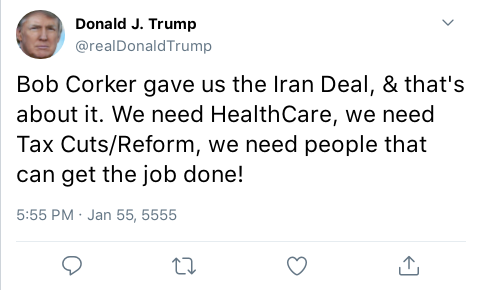 Donald J. Trump
@realDonaldTrump
Bob Corker gave us the Iran Deal, & that's
about it. We need HealthCare, we need
Tax Cuts/Reform, we need people that
can get the job done!
5:55 PM · Jan 55, 5555